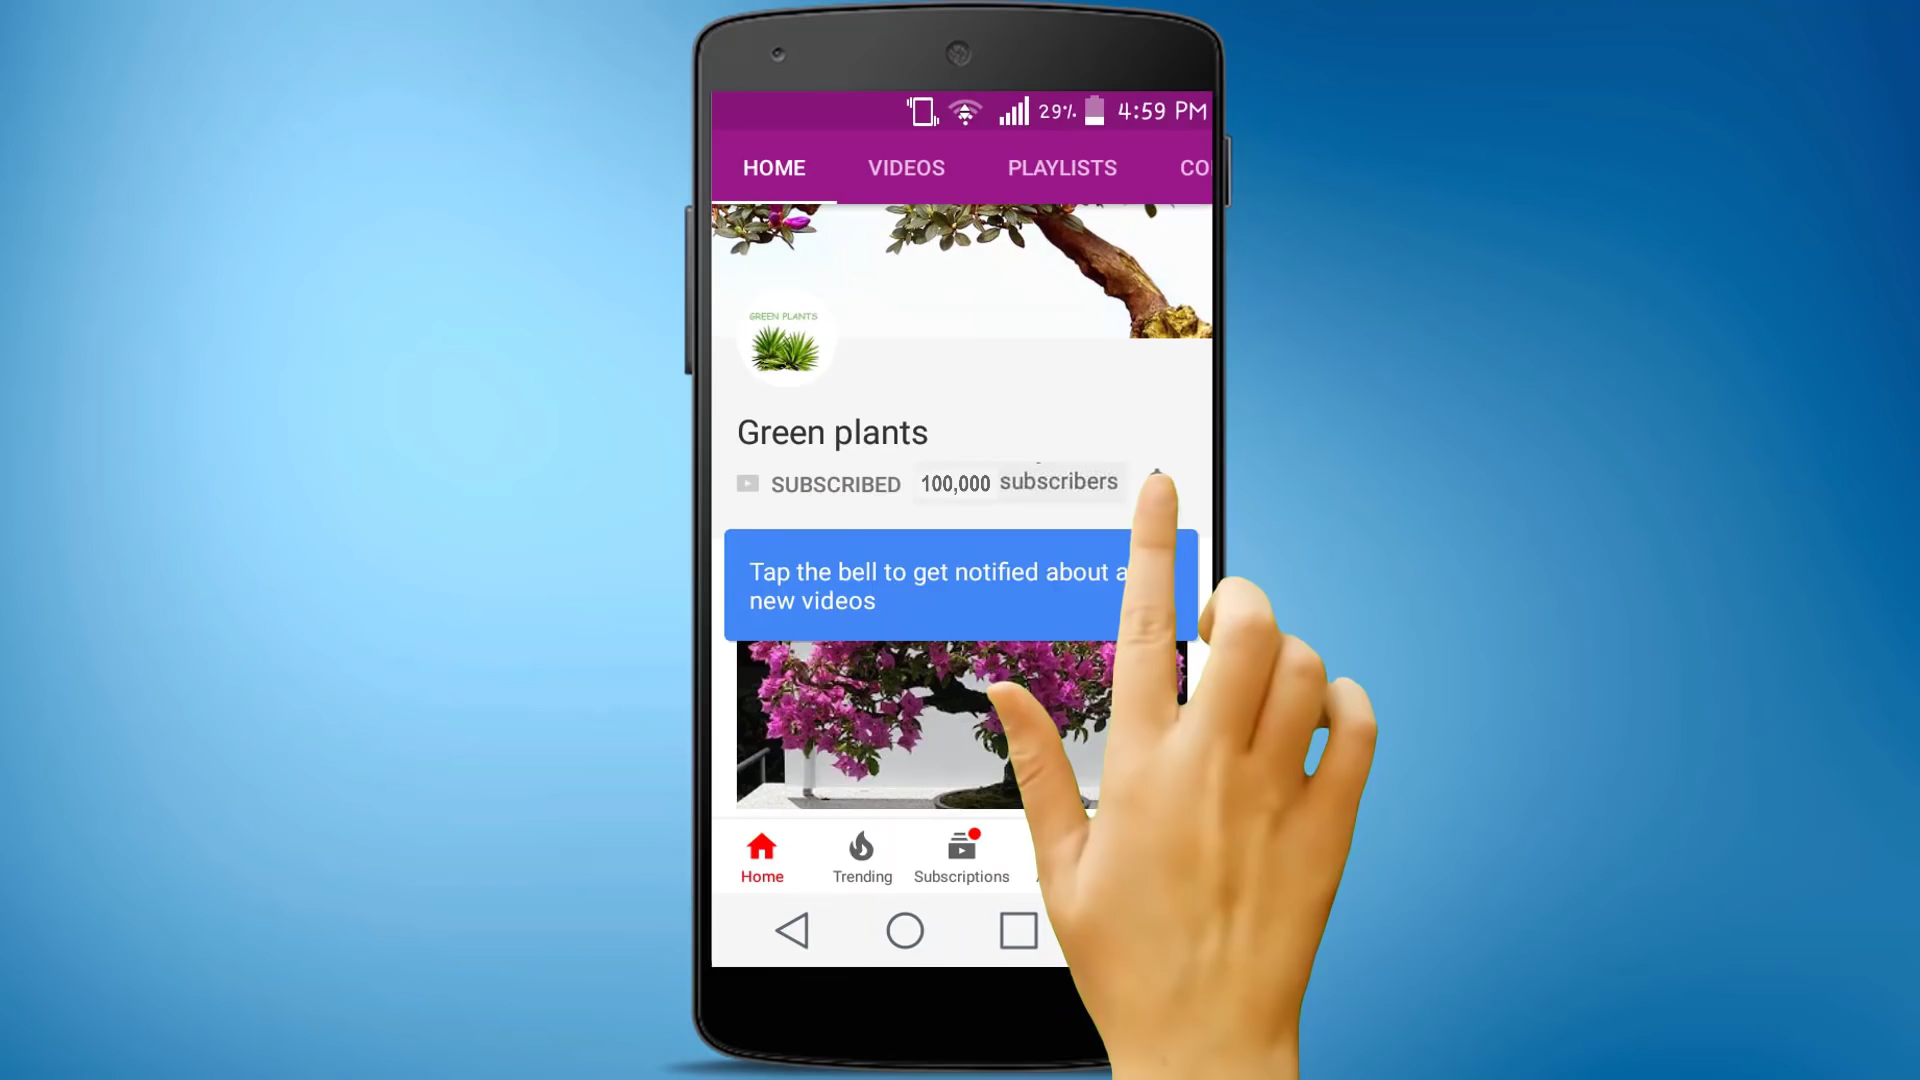 29% 4:59 PM
HOME VIDEOS PLAYLISTS
GREEN PLANTS
Green plants
SUBSCRIBED 100,000 subscribers
Tap the bell to get notified about
new videos
Home Trending Subscriptions